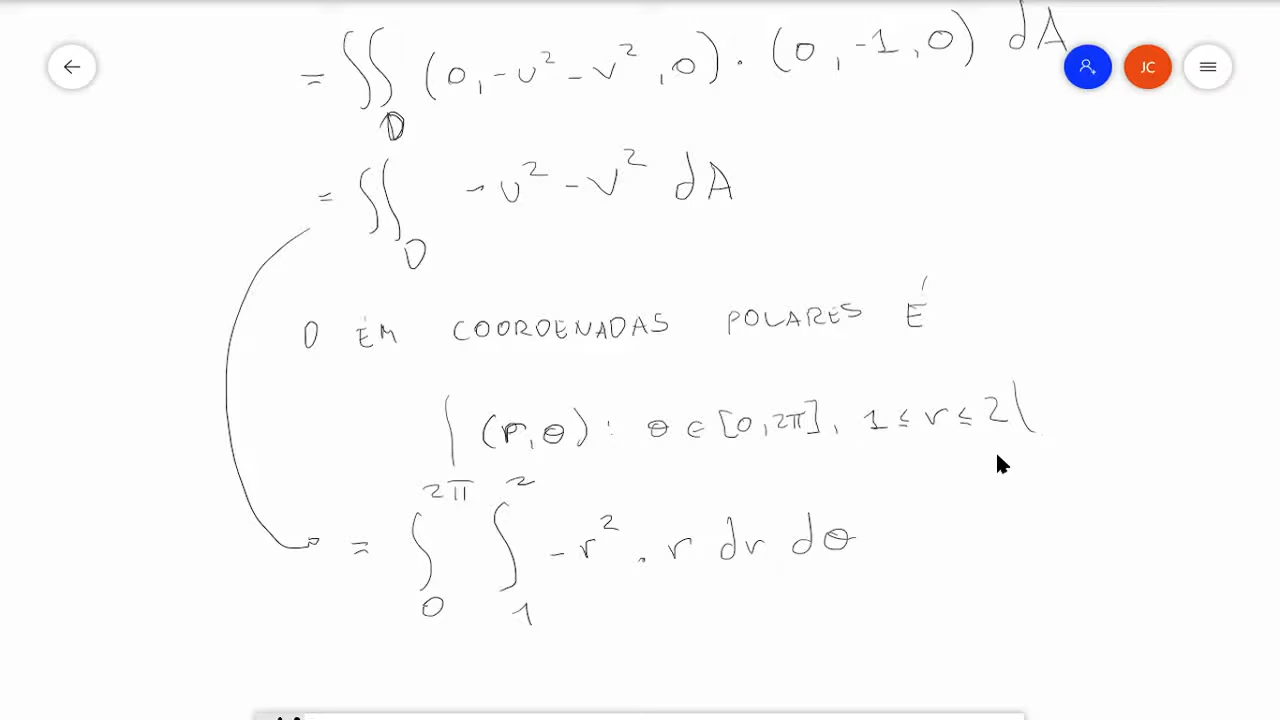 = ∬_D (0, -u² - v², 0) · (0, -1, 0) dA
JC
= ∬_D -u² - v² dA
D EM COORDENADAS POLARES É
{(r, θ) : θ ∈ [0, 2π], 1 ≤ r ≤ 2}
= ∫_0^{2π} ∫_1^2 -r² · r dr dθ